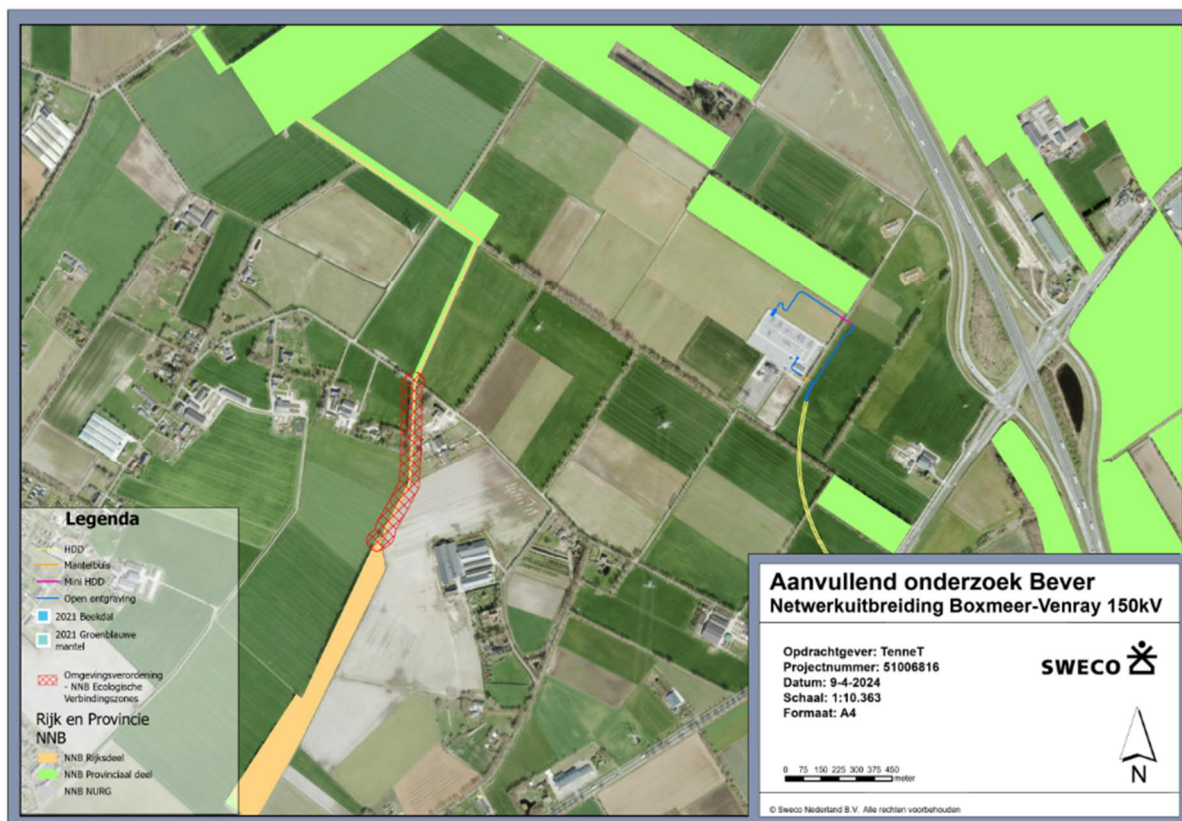 Legenda
HDD
Mantelbuis
Mini HDD
Open entgraving
2021 Beekdal
2021 Groenblauwe
mantel
Omgevingsverordening
- NNB Ecologische
Verbindingszones
Rijk en Provincie
NNB
NNB Rijksdeel
NNB Provinciaal deel
NNB NURG
Aanvullend onderzoek Bever
Netwerkuitbreiding Boxmeer-Venray 150kV
Opdrachtgever: TenneT
Projectnummer: 51006816
Datum: 9-4-2024
Schaal: 1:10.363
Formaat: A4
SWECO
N
0 75 150 225 300 375 450
meter
© Sweco Nederland B.V. Alle rechten voorbehouden